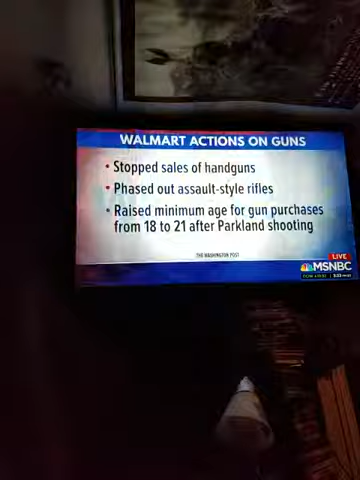 WALMART ACTIONS ON GUNS
• Stopped sales of handguns
• Phased out assault-style rifles
• Raised minimum age for gun purchases
from 18 to 21 after Parkland shooting
THE WASHINGTON POST
LIVE
MSNBC